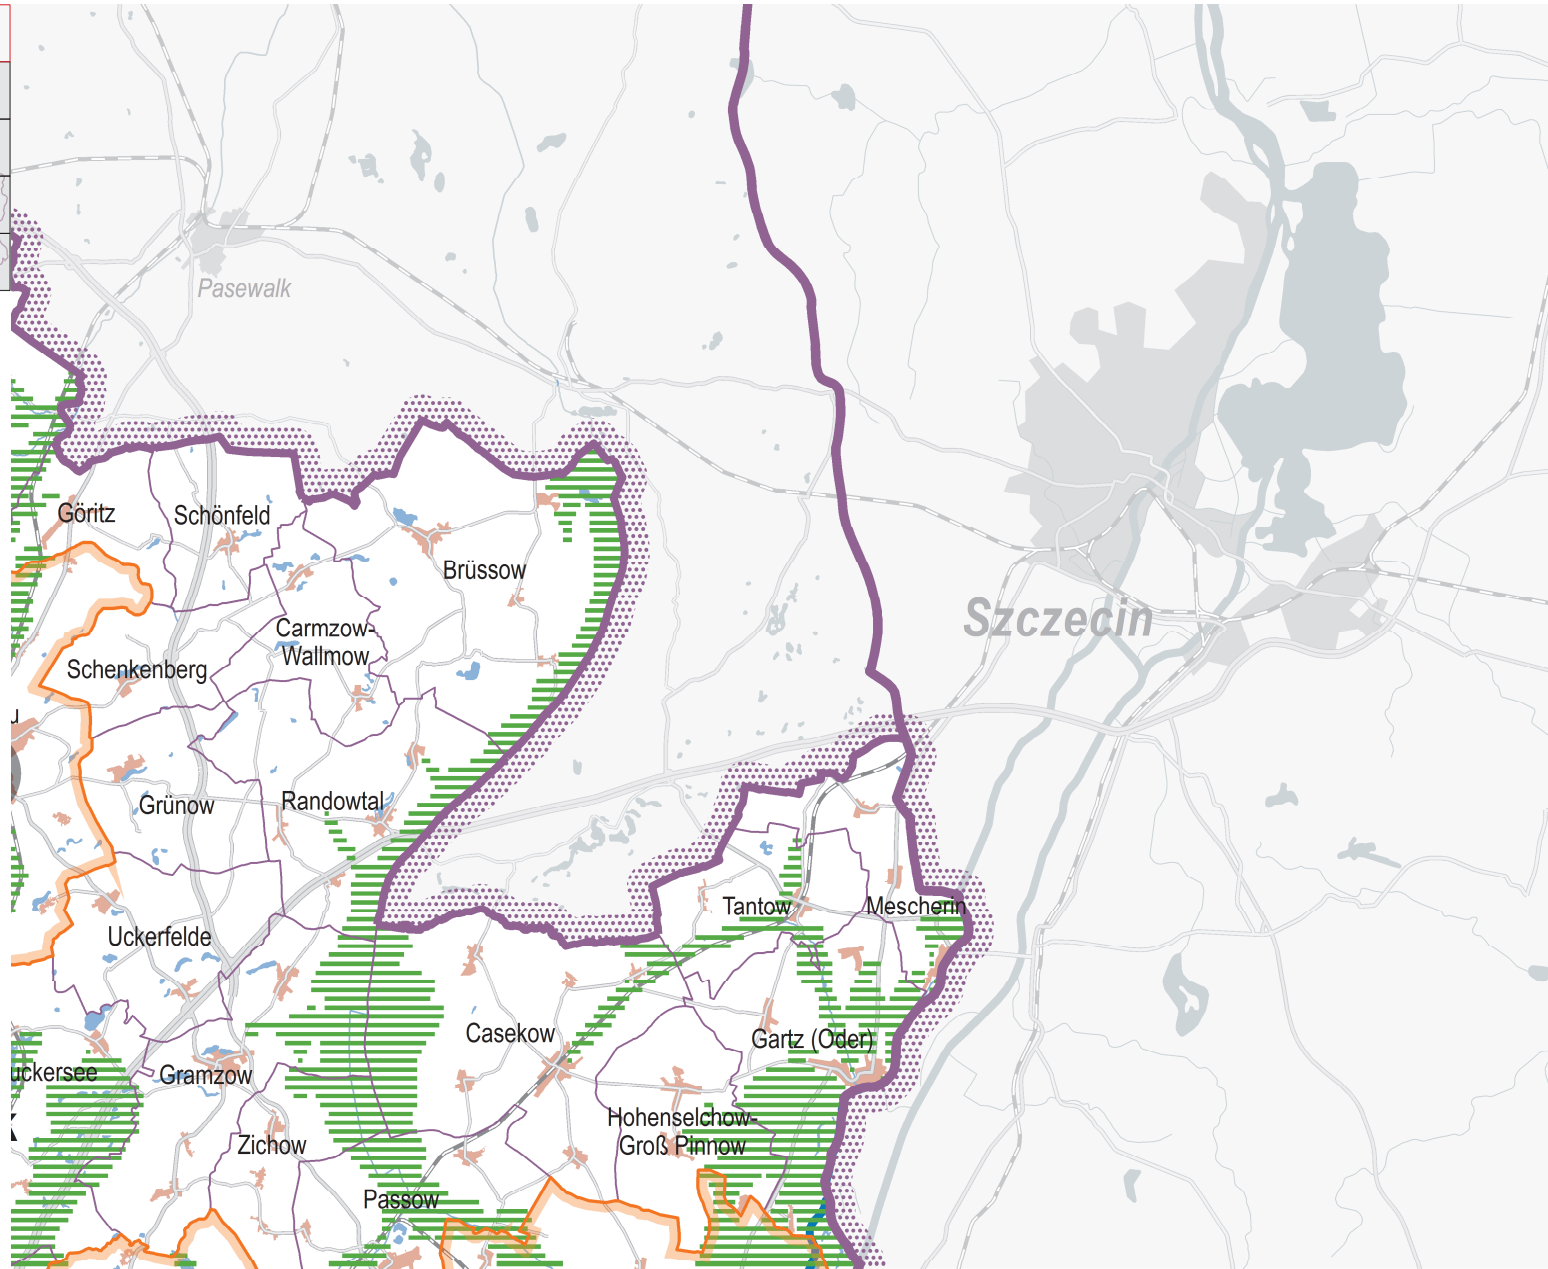 Pasewalk
Göritz
Schönfeld
Brüssow
Szczecin
Carmzow-
Wallmow
Schenkenberg
u
Grünow
Randowtal
Tantow
Mescherin
Uckerfelde
Casekow
Gartz (Oder)
uckersee
Gramzow
Hohenselchow-
Groß Pinnow
Zichow
Passow